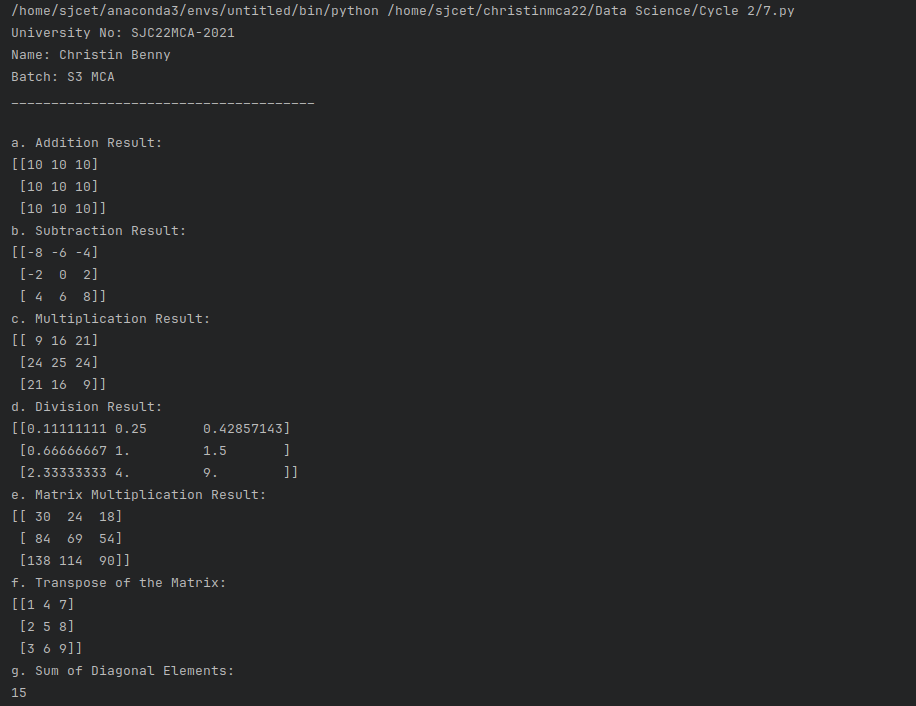 /home/sjcet/anaconda3/envs/untitled/bin/python /home/sjcet/christinmca22/Data Science/Cycle 2/7.py
University No: SJC22MCA-2021
Name: Christin Benny
Batch: S3 MCA
--------------------------------------
a. Addition Result:
[[10 10 10]
 [10 10 10]
 [10 10 10]]
b. Subtraction Result:
[[-8 -6 -4]
 [-2  0  2]
 [ 4  6  8]]
c. Multiplication Result:
[[ 9 16 21]
 [24 25 24]
 [21 16  9]]
d. Division Result:
[[0.11111111 0.25       0.42857143]
 [0.66666667 1.         1.5       ]
 [2.33333333 4.         9.        ]]
e. Matrix Multiplication Result:
[[ 30  24  18]
 [ 84  69  54]
 [138 114  90]]
f. Transpose of the Matrix:
[[1 4 7]
 [2 5 8]
 [3 6 9]]
g. Sum of Diagonal Elements:
15